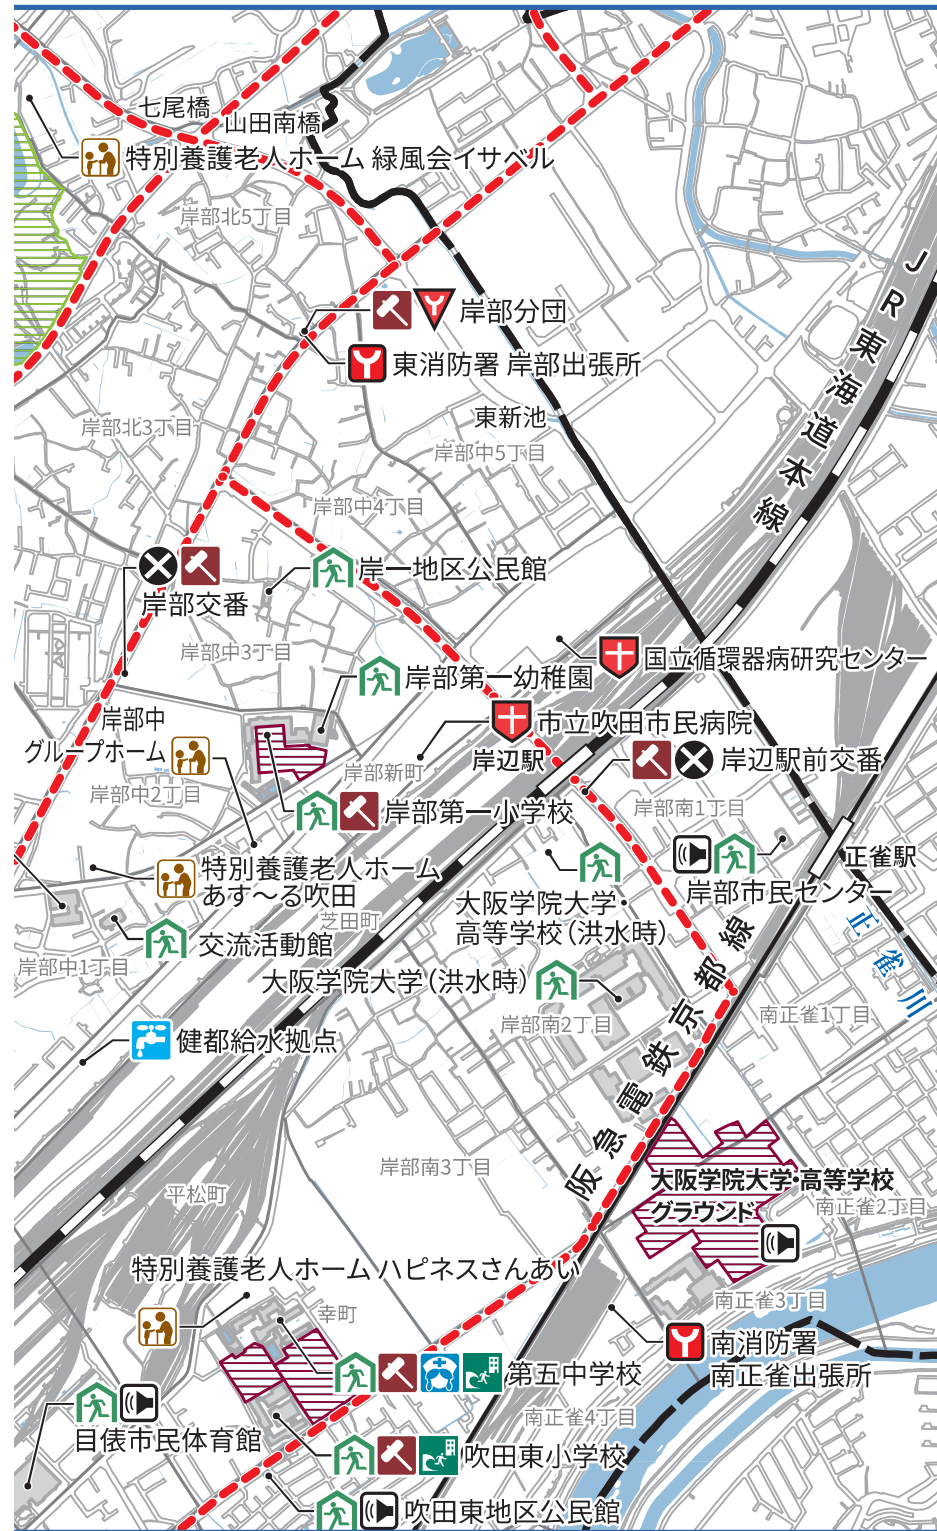 七尾橋
山田南橋
特別養護老人ホーム 緑風会イサベル
岸部北5丁目
JR東海道本線
岸部分団
東消防署 岸部出張所
東新池
岸部北3丁目
岸部中5丁目
岸部中4丁目
岸一地区公民館
岸部交番
岸部中3丁目
国立循環器病研究センター
岸部第一幼稚園
岸部中
グループホーム
市立吹田市民病院
岸辺駅
岸辺駅前交番
岸部新町
岸部中2丁目
岸部南1丁目
岸部第一小学校
正雀駅
特別養護老人ホーム
あす～る吹田
岸部市民センター
大阪学院大学・
高等学校(洪水時)
芝田町
正雀川
交流活動館
岸部中1丁目
大阪学院大学(洪水時)
岸部南2丁目
南正雀1丁目
健都給水拠点
阪急電鉄京都線
岸部南3丁目
大阪学院大学・高等学校
グラウンド
平松町
南正雀2丁目
特別養護老人ホーム ハピネスさんあい
南正雀3丁目
幸町
南消防署
南正雀出張所
第五中学校
南正雀4丁目
目俵市民体育館
吹田東小学校
吹田東地区公民館